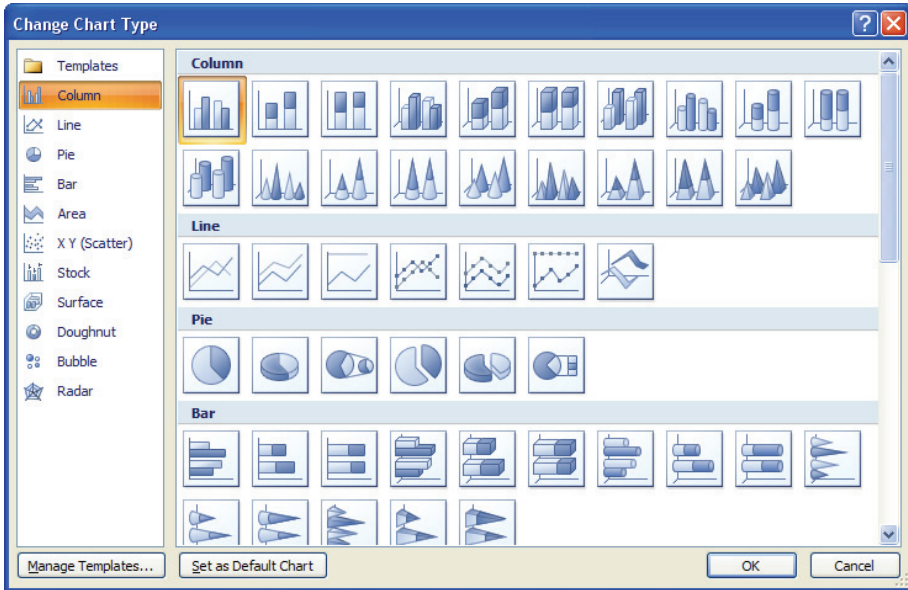 Change Chart Type
Templates
Column
Line
Pie
Bar
Area
X Y (Scatter)
Stock
Surface
Doughnut
Bubble
Radar
Column
Line
Pie
Bar
Manage Templates...
Set as Default Chart
OK
Cancel